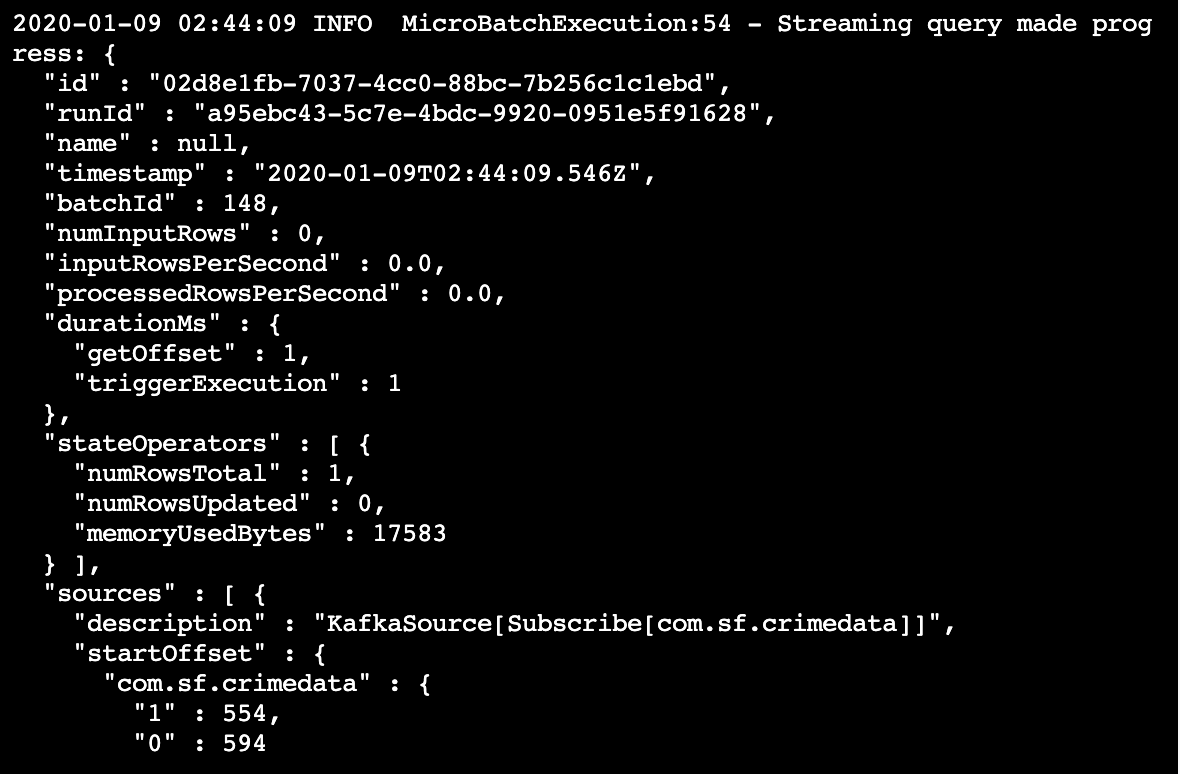 2020-01-09 02:44:09 INFO  MicroBatchExecution:54 - Streaming query made prog
ress: {
  "id" : "02d8e1fb-7037-4cc0-88bc-7b256c1c1ebd",
  "runId" : "a95ebc43-5c7e-4bdc-9920-0951e5f91628",
  "name" : null,
  "timestamp" : "2020-01-09T02:44:09.546Z",
  "batchId" : 148,
  "numInputRows" : 0,
  "inputRowsPerSecond" : 0.0,
  "processedRowsPerSecond" : 0.0,
  "durationMs" : {
    "getOffset" : 1,
    "triggerExecution" : 1
  },
  "stateOperators" : [ {
    "numRowsTotal" : 1,
    "numRowsUpdated" : 0,
    "memoryUsedBytes" : 17583
  } ],
  "sources" : [ {
    "description" : "KafkaSource[Subscribe[com.sf.crimedata]]",
    "startOffset" : {
      "com.sf.crimedata" : {
        "1" : 554,
        "0" : 594